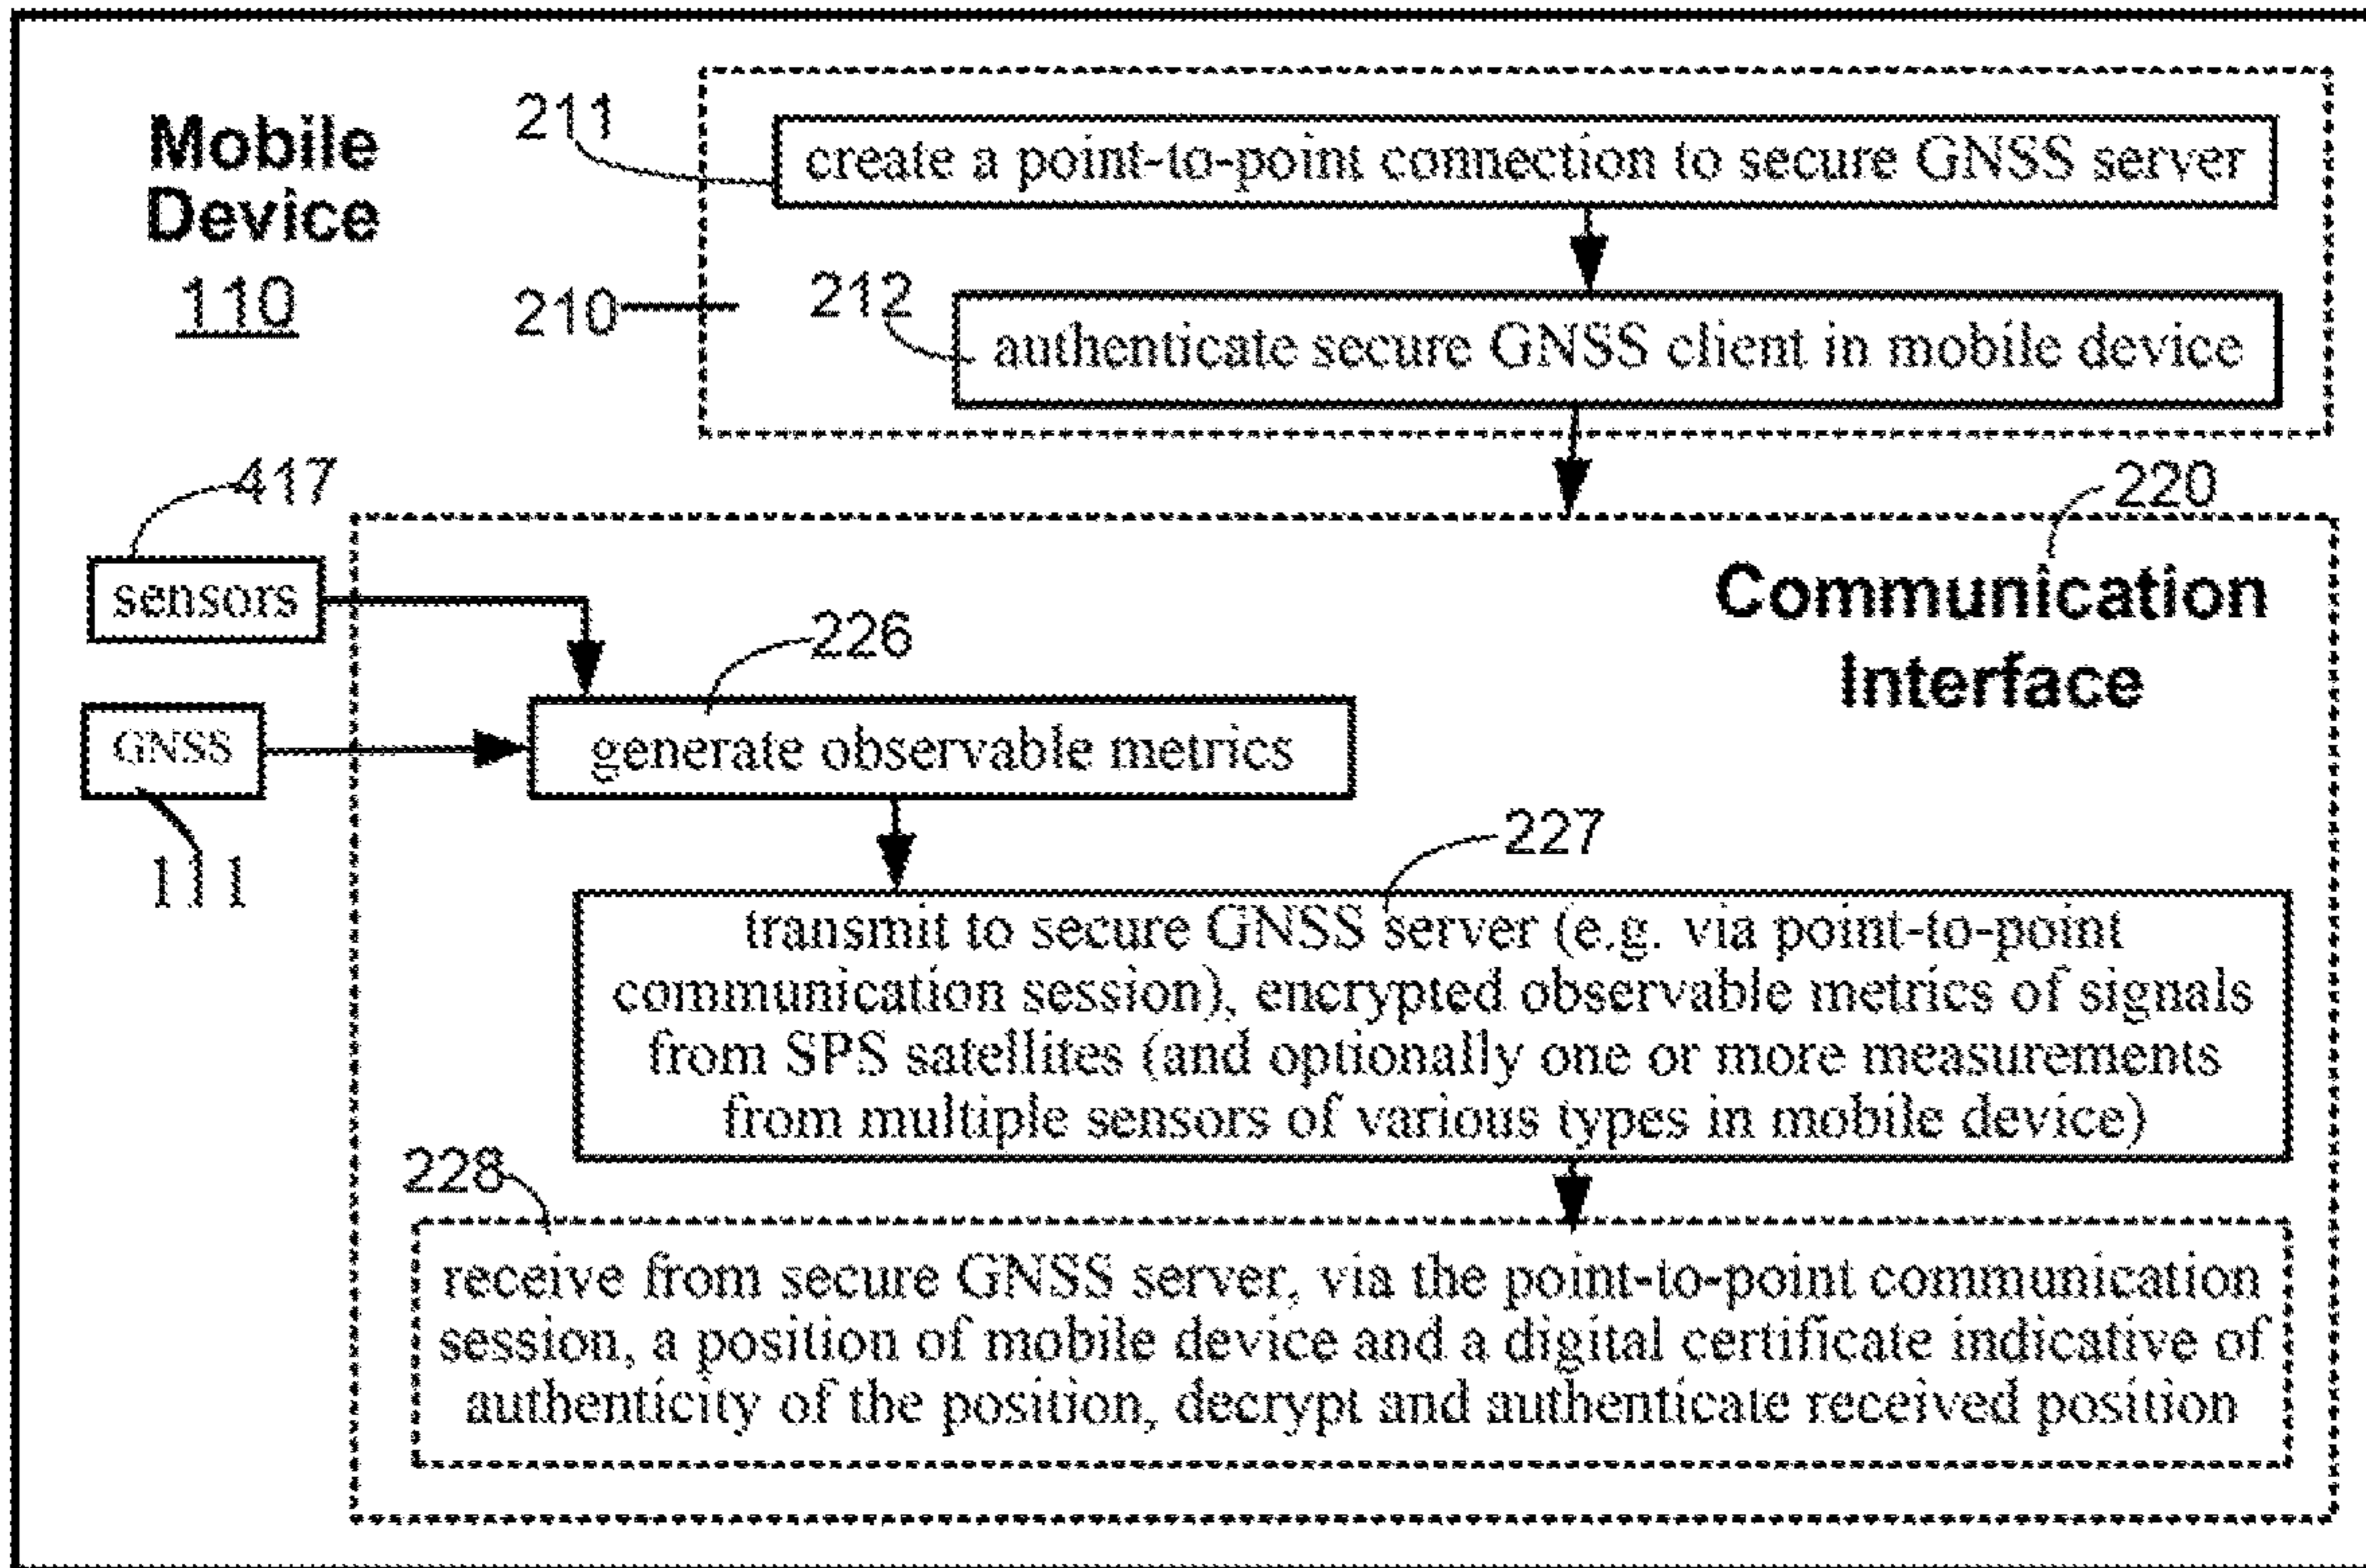 Mobile
Device
110
211
create a point-to-point connection to secure GNSS server
210
212
authenticate secure GNSS client in mobile device
417
sensors
220
Communication
Interface
GNSS
111
226
generate observable metrics
227
transmit to secure GNSS server (e.g. via point-to-point
communication session), encrypted observable metrics of signals
from SPS satellites (and optionally one or more measurements
from multiple sensors of various types in mobile device)
228
receive from secure GNSS server, via the point-to-point communication
session, a position of mobile device and a digital certificate indicative of
authenticity of the position, decrypt and authenticate received position